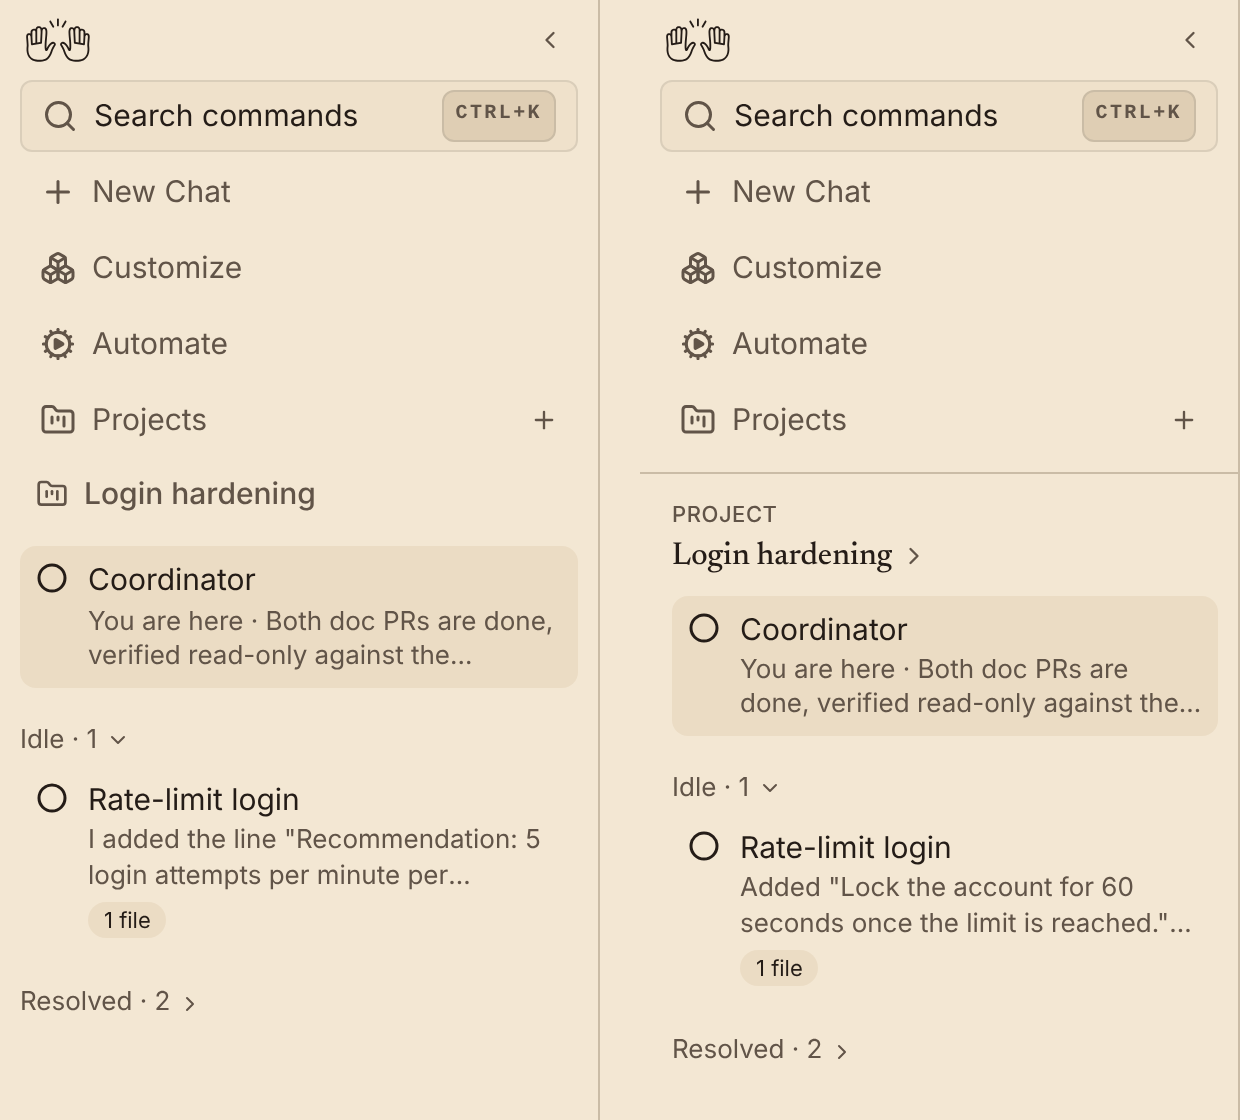 Search commands CTRL+K
New Chat
Customize
Automate
Projects
Login hardening
Coordinator
You are here · Both doc PRs are done,
verified read-only against the...
Idle · 1
Rate-limit login
I added the line "Recommendation: 5
login attempts per minute per...
1 file
Resolved · 2
Search commands CTRL+K
New Chat
Customize
Automate
Projects
PROJECT
Login hardening
Coordinator
You are here · Both doc PRs are
done, verified read-only against the...
Idle · 1
Rate-limit login
Added "Lock the account for 60
seconds once the limit is reached."...
1 file
Resolved · 2